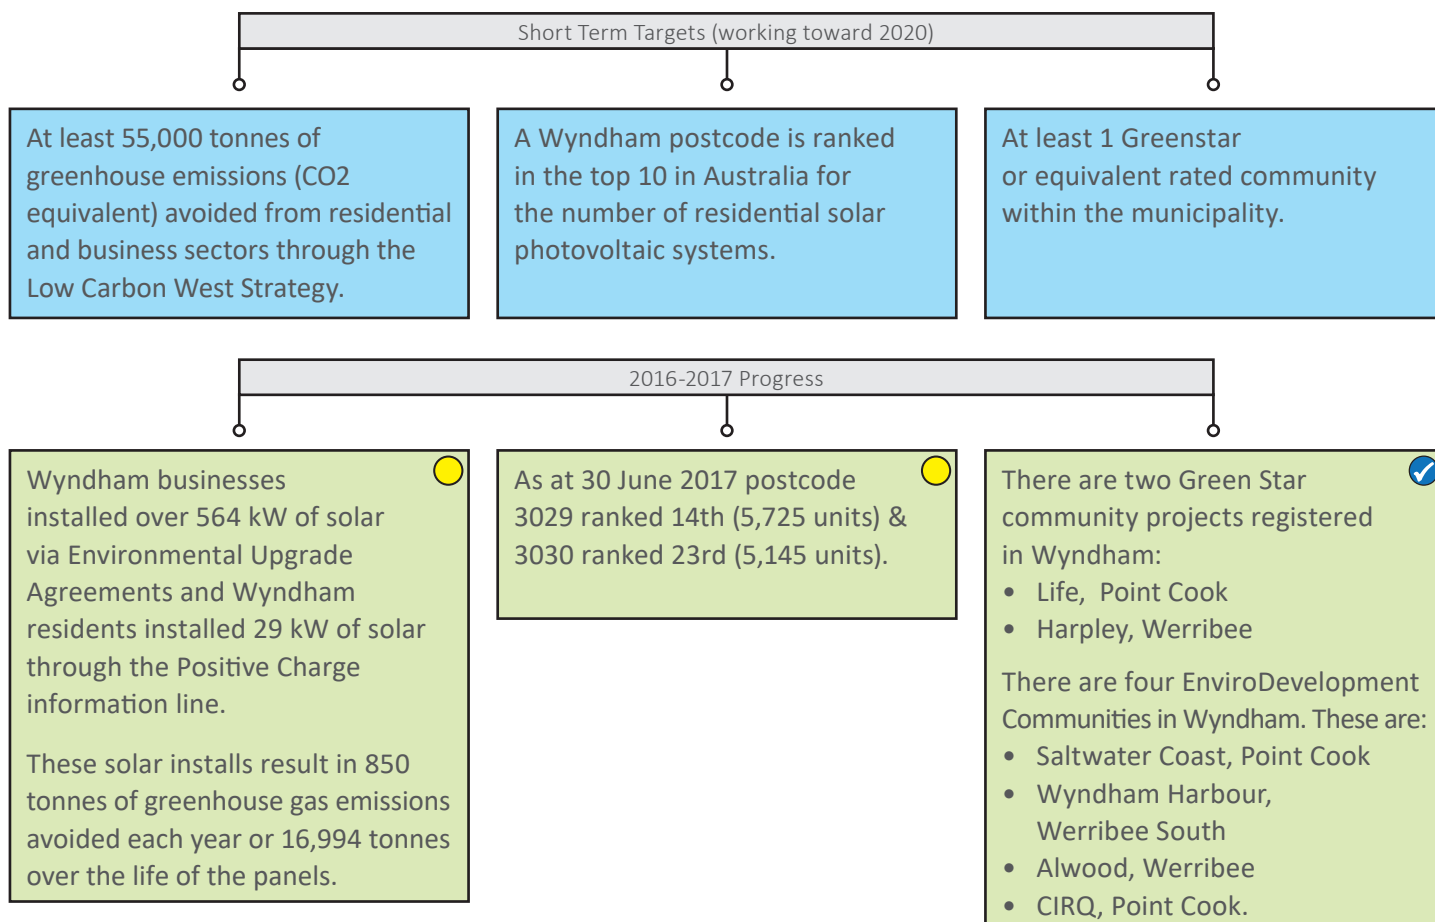 Short Term Targets (working toward 2020)
At least 55,000 tonnes of
greenhouse emissions (CO2
equivalent) avoided from residential
and business sectors through the
Low Carbon West Strategy.
A Wyndham postcode is ranked
in the top 10 in Australia for
the number of residential solar
photovoltaic systems.
At least 1 Greenstar
or equivalent rated community
within the municipality.
2016-2017 Progress
Wyndham businesses
installed over 564 kW of solar
via Environmental Upgrade
Agreements and Wyndham
residents installed 29 kW of solar
through the Positive Charge
information line.
These solar installs result in 850
tonnes of greenhouse gas emissions
avoided each year or 16,994 tonnes
over the life of the panels.
As at 30 June 2017 postcode
3029 ranked 14th (5,725 units) &
3030 ranked 23rd (5,145 units).
There are two Green Star
community projects registered
in Wyndham:
• Life, Point Cook
• Harpley, Werribee
There are four EnviroDevelopment
Communities in Wyndham. These are:
• Saltwater Coast, Point Cook
• Wyndham Harbour,
Werribee South
• Alwood, Werribee
• CIRQ, Point Cook.